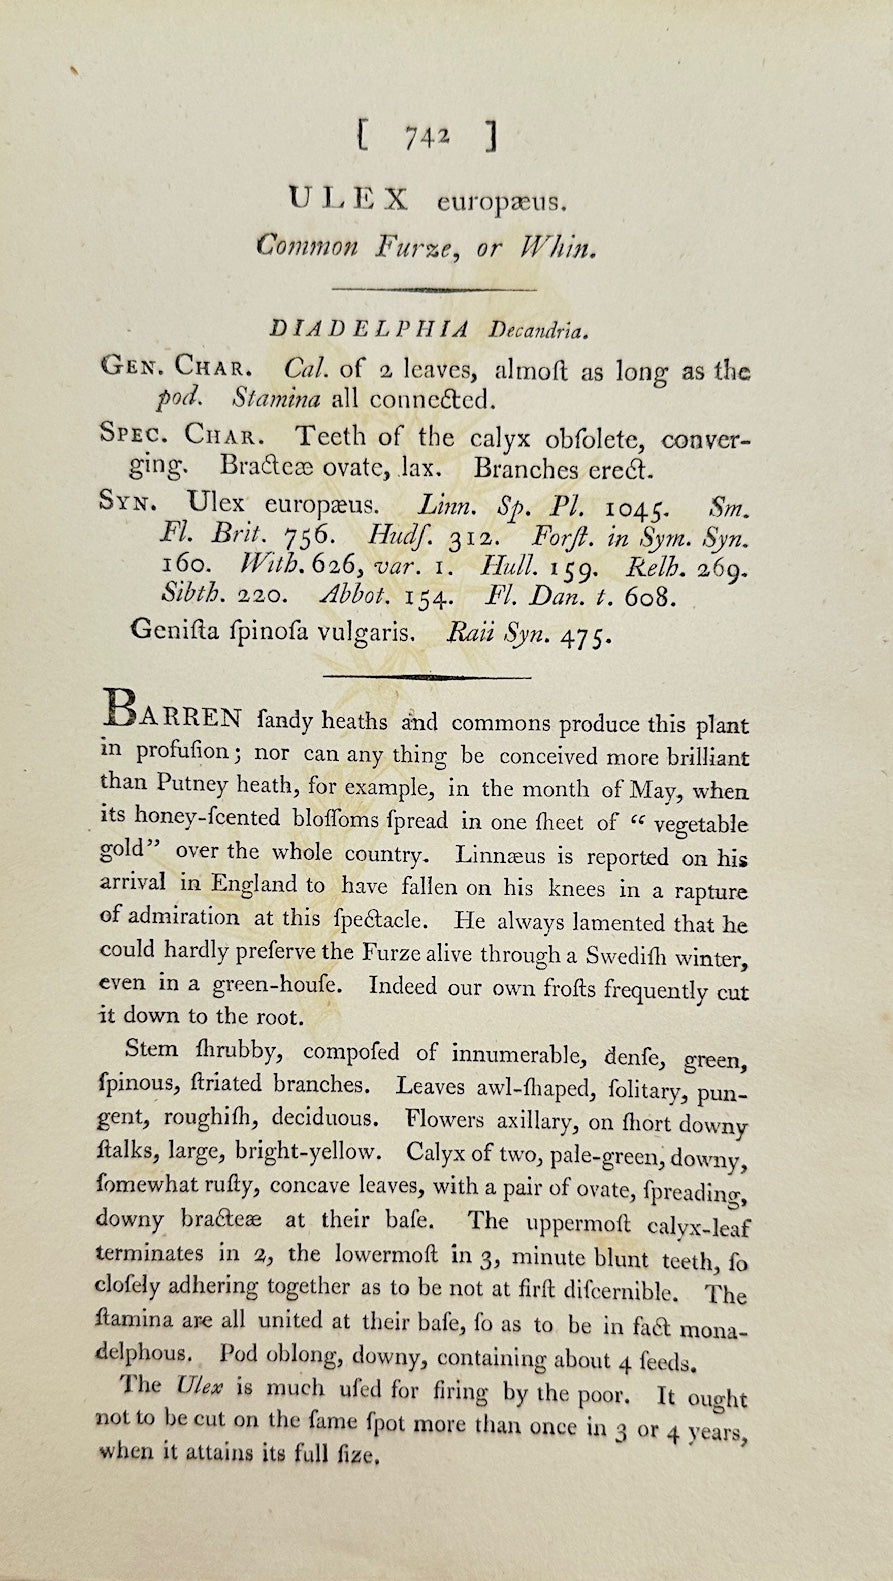 [ 742 ]
ULEX europæus.
Common Furze, or Whin.
DIADELPHIA Decandria.
GEN. CHAR. Cal. of 2 leaves, almoſt as long as the
pod. Stamina all connected.
SPEC. CHAR. Teeth of the calyx obſolete, conver-
ging. Bracteæ ovate, lax. Branches erect.
SYN. Ulex europæus. Linn. Sp. Pl. 1045. Sm.
Fl. Brit. 756. Hudſ. 312. Forſt. in Sym. Syn.
160. With. 626, var. 1. Hull. 159. Relh. 269.
Sibth. 220. Abbot. 154. Fl. Dan. t. 608.
Geniſta ſpinoſa vulgaris. Raii Syn. 475.
BARREN ſandy heaths and commons produce this plant
in profuſion; nor can any thing be conceived more brilliant
than Putney heath, for example, in the month of May, when
its honey-ſcented bloſſoms ſpread in one ſheet of “ vegetable
gold” over the whole country. Linnæus is reported on his
arrival in England to have fallen on his knees in a rapture
of admiration at this ſpectacle. He always lamented that he
could hardly preſerve the Furze alive through a Swediſh winter,
even in a green-houſe. Indeed our own froſts frequently cut
it down to the root.
Stem ſhrubby, compoſed of innumerable, denſe, green,
ſpinous, ſtriated branches. Leaves awl-ſhaped, ſolitary, pun-
gent, roughiſh, deciduous. Flowers axillary, on ſhort downy
ſtalks, large, bright-yellow. Calyx of two, pale-green, downy,
ſomewhat ruſty, concave leaves, with a pair of ovate, ſpreading,
downy bracteæ at their baſe. The uppermoſt calyx-leaf
terminates in 2, the lowermoſt in 3, minute blunt teeth, ſo
cloſely adhering together as to be not at firſt diſcernible. The
ſtamina are all united at their baſe, ſo as to be in fact mona-
delphous. Pod oblong, downy, containing about 4 ſeeds.
The Ulex is much uſed for firing by the poor. It ought
not to be cut on the ſame ſpot more than once in 3 or 4 years,
when it attains its full ſize.